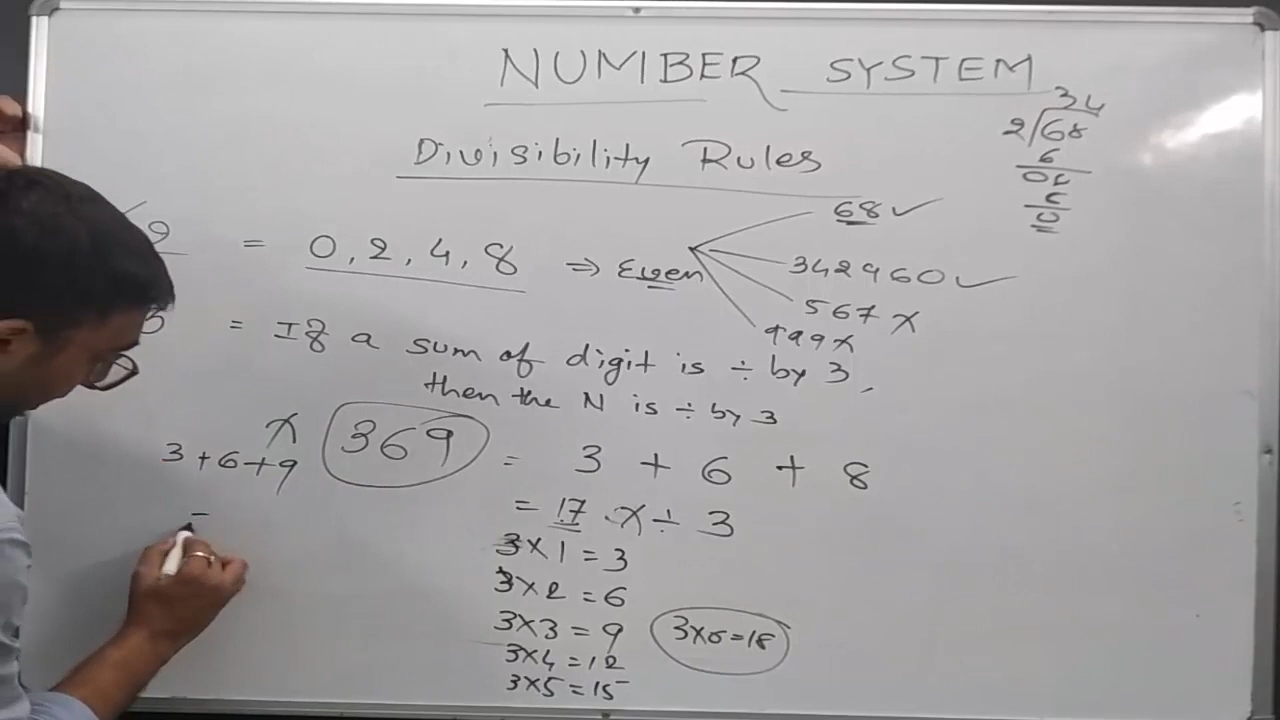 NUMBER SYSTEM
Divisibility Rules
34
2/68
6
08
8
0
2 = 0, 2, 4, 8 ⇒ Even
68 ✓
342960 ✓
567 X
999 X
3 = If a sum of digit is ÷ by 3,
then the N is ÷ by 3
X
3+6+9
=
369 = 3 + 6 + 8
= 17 X ÷ 3
3×1=3
3×2=6
3×3=9
3×4=12
3×5=15
3×6=18